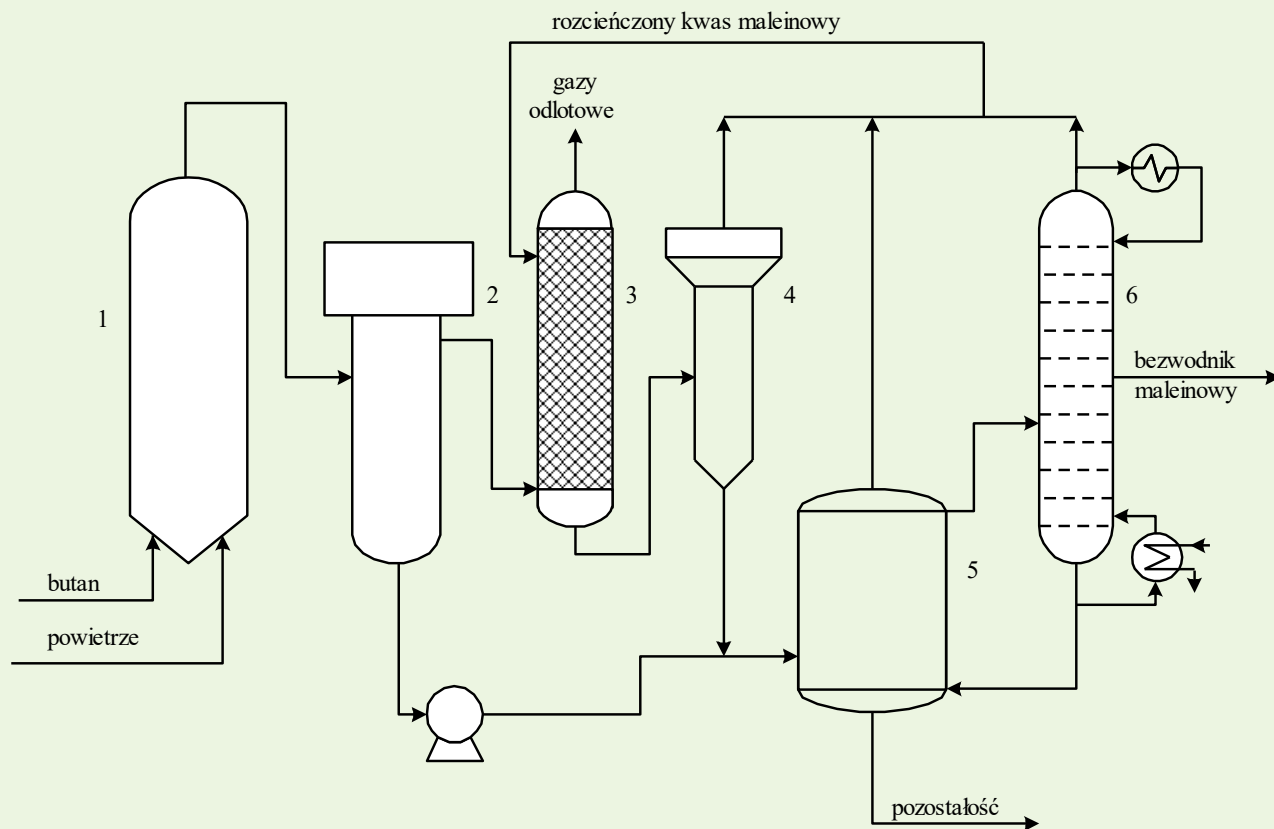 rozcieńczony kwas maleinowy
gazy
odlotowe
1
2
3
4
6
bezwodnik
maleinowy
5
butan
powietrze
pozostałość